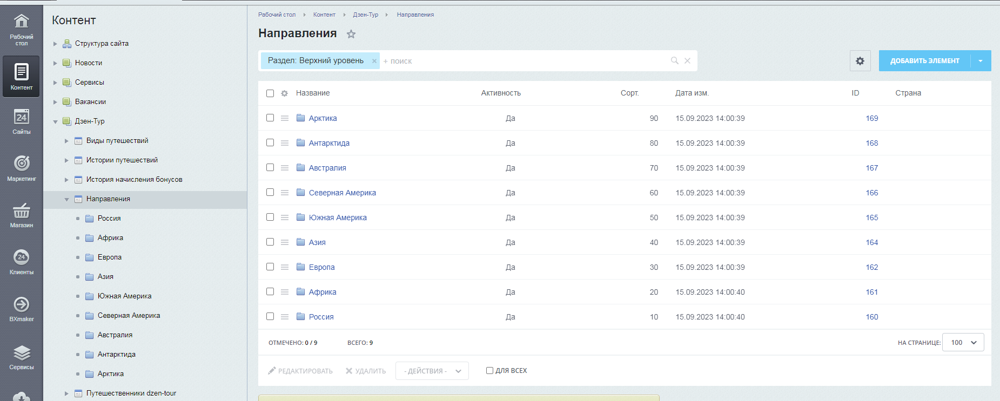 Рабочий
стол
Контент
Сайты
Маркетинг
Магазин
Клиенты
BXmaker
Сервисы
Контент
Структура сайта
Новости
Сервисы
Вакансии
Дзен-Тур
Виды путешествий
Истории путешествий
История начисления бонусов
Направления
Россия
Африка
Европа
Азия
Южная Америка
Северная Америка
Австралия
Антарктида
Арктика
Путешественники dzen-tour
Рабочий стол Контент Дзен-Тур Направления
Направления
Раздел: Верхний уровень × + поиск
ДОБАВИТЬ ЭЛЕМЕНТ
Название Активность Сорт. Дата изм. ID Страна
Арктика Да 90 15.09.2023 14:00:39 169
Антарктида Да 80 15.09.2023 14:00:39 168
Австралия Да 70 15.09.2023 14:00:39 167
Северная Америка Да 60 15.09.2023 14:00:39 166
Южная Америка Да 50 15.09.2023 14:00:39 165
Азия Да 40 15.09.2023 14:00:39 164
Европа Да 30 15.09.2023 14:00:39 162
Африка Да 20 15.09.2023 14:00:40 161
Россия Да 10 15.09.2023 14:00:40 160
ОТМЕЧЕНО: 0 / 9 ВСЕГО: 9 НА СТРАНИЦЕ: 100
РЕДАКТИРОВАТЬ УДАЛИТЬ - ДЕЙСТВИЯ - ДЛЯ ВСЕХ